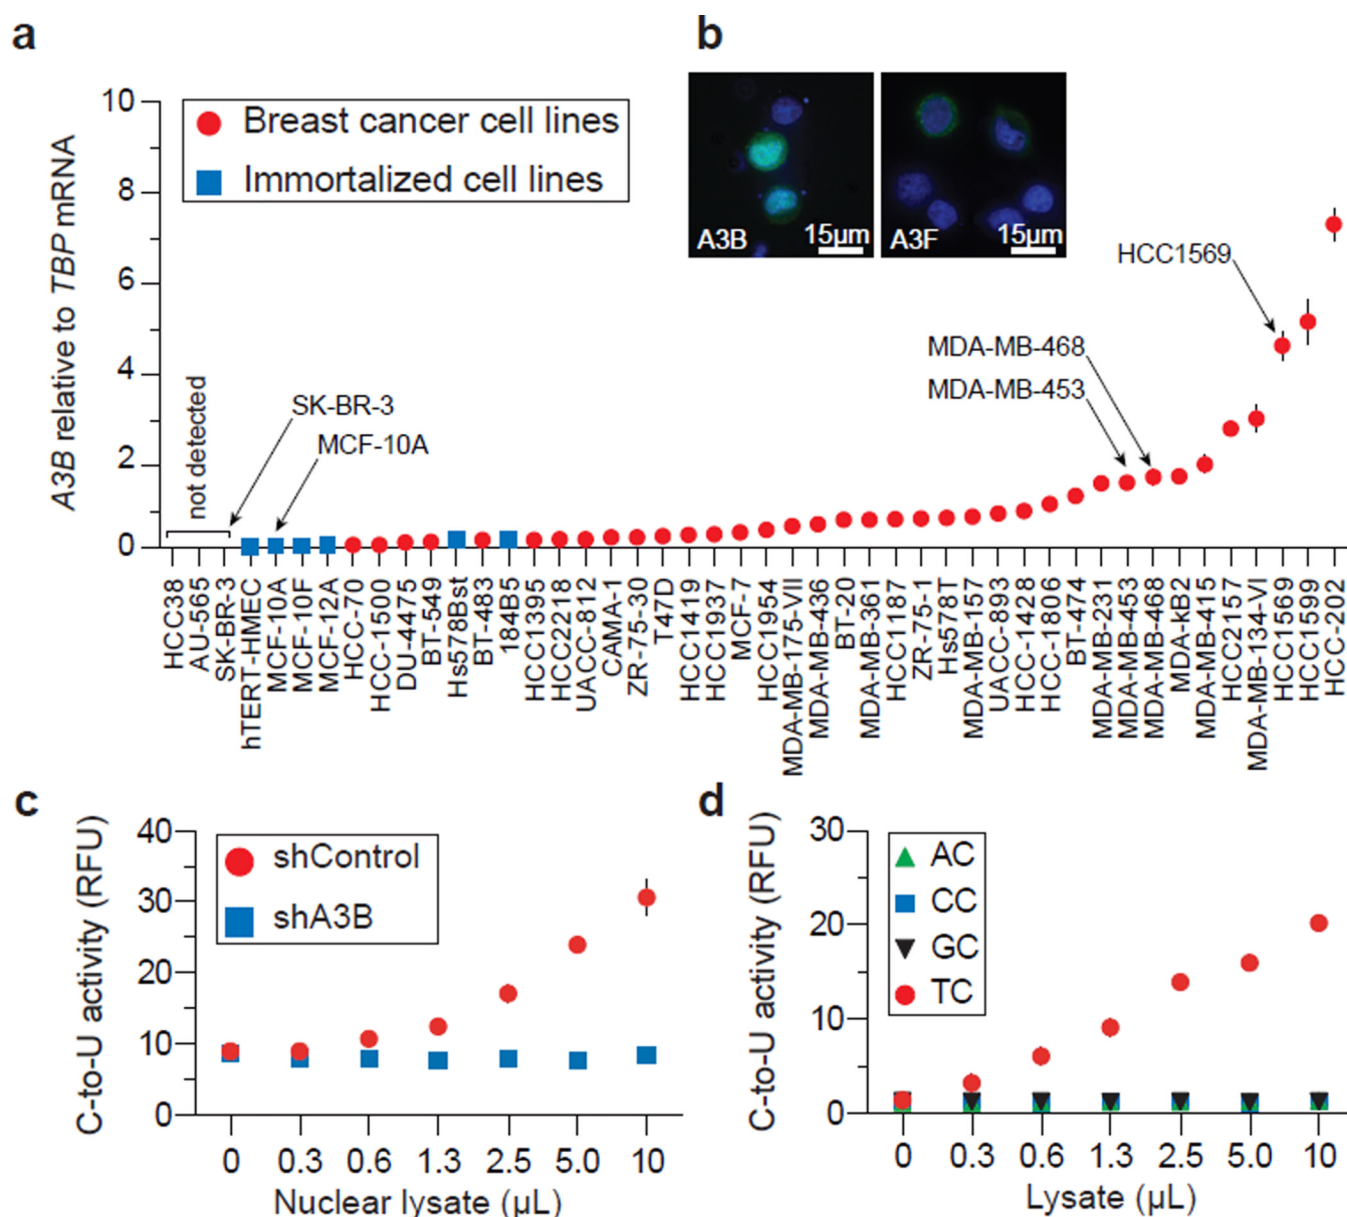 a
b
10
8
6
4
2
0
A3B relative to TBP mRNA
Breast cancer cell lines
Immortalized cell lines
A3B
15µm
A3F
15µm
HCC1569
MDA-MB-468
MDA-MB-453
not detected
SK-BR-3
MCF-10A
HCC38
AU-565
SK-BR-3
hTERT-HMEC
MCF-10A
MCF-10F
MCF-12A
HCC-70
HCC-1500
DU-4475
BT-549
Hs578Bst
BT-483
184B5
HCC1395
HCC2218
UACC-812
CAMA-1
ZR-75-30
T47D
HCC1419
HCC1937
MCF-7
HCC1954
MDA-MB-175-VII
MDA-MB-436
BT-20
MDA-MB-361
HCC1187
ZR-75-1
Hs578T
MDA-MB-157
UACC-893
HCC-1428
HCC-1806
BT-474
MDA-MB-231
MDA-MB-453
MDA-MB-468
MDA-kB2
MDA-MB-415
HCC2157
MDA-MB-134-VI
HCC1569
HCC1599
HCC-202
c
C-to-U activity (RFU)
40
30
20
10
0
shControl
shA3B
0 0.3 0.6 1.3 2.5 5.0 10
Nuclear lysate (µL)
d
C-to-U activity (RFU)
30
20
10
0
AC
CC
GC
TC
0 0.3 0.6 1.3 2.5 5.0 10
Lysate (µL)